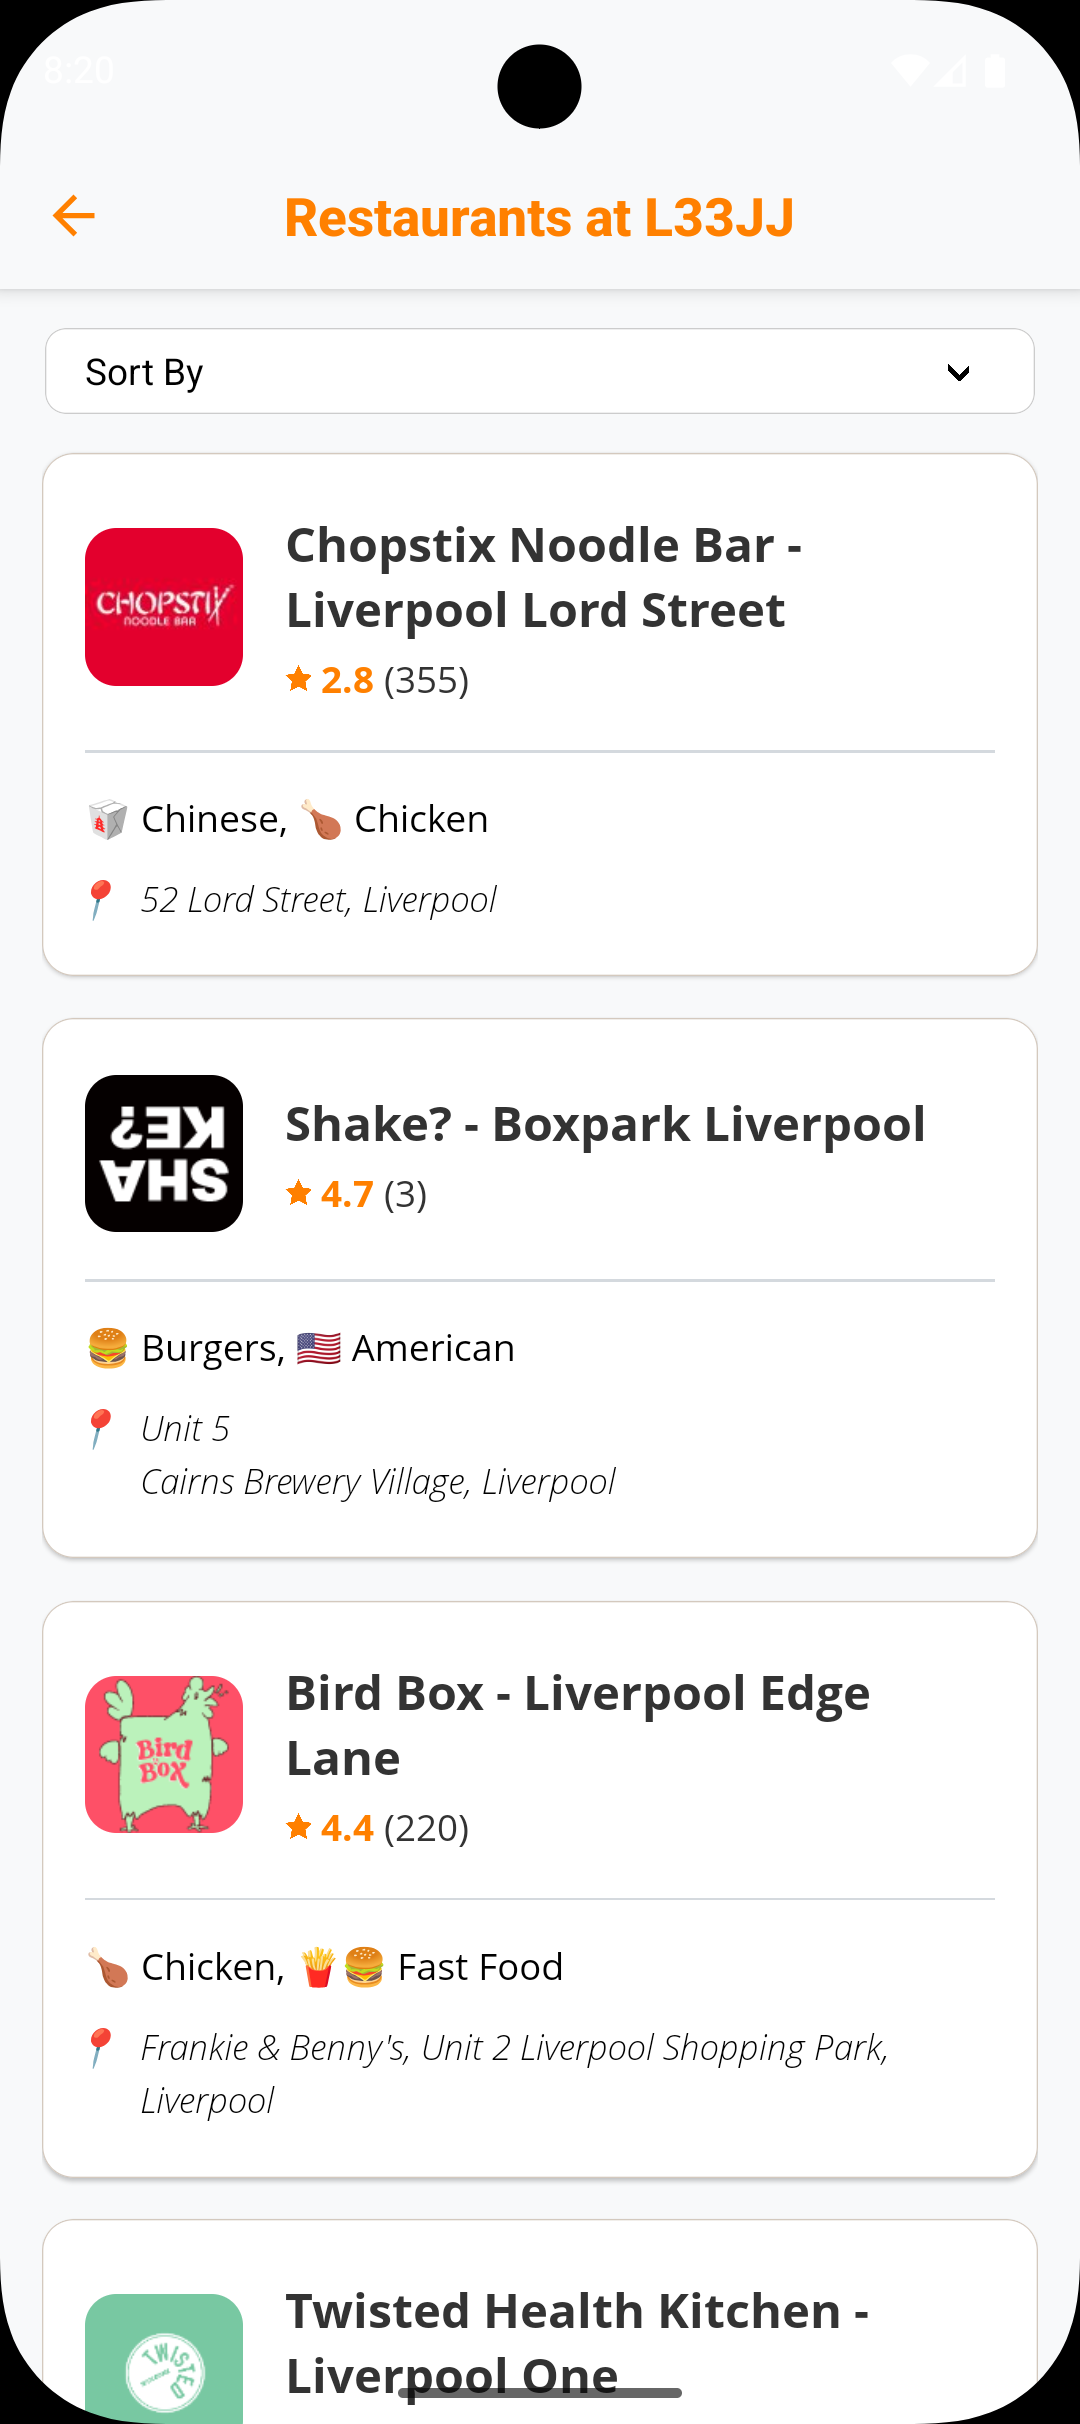 8:20
Restaurants at L33JJ
Sort By
CHOPSTIX
NOODLE BAR
Chopstix Noodle Bar -
Liverpool Lord Street
2.8 (355)
Chinese, Chicken
52 Lord Street, Liverpool
SHA
KE?
Shake? - Boxpark Liverpool
4.7 (3)
Burgers, American
Unit 5
Cairns Brewery Village, Liverpool
Bird
BOX
Bird Box - Liverpool Edge
Lane
4.4 (220)
Chicken, Fast Food
Frankie & Benny's, Unit 2 Liverpool Shopping Park,
Liverpool
TWISTED
Twisted Health Kitchen -
Liverpool One